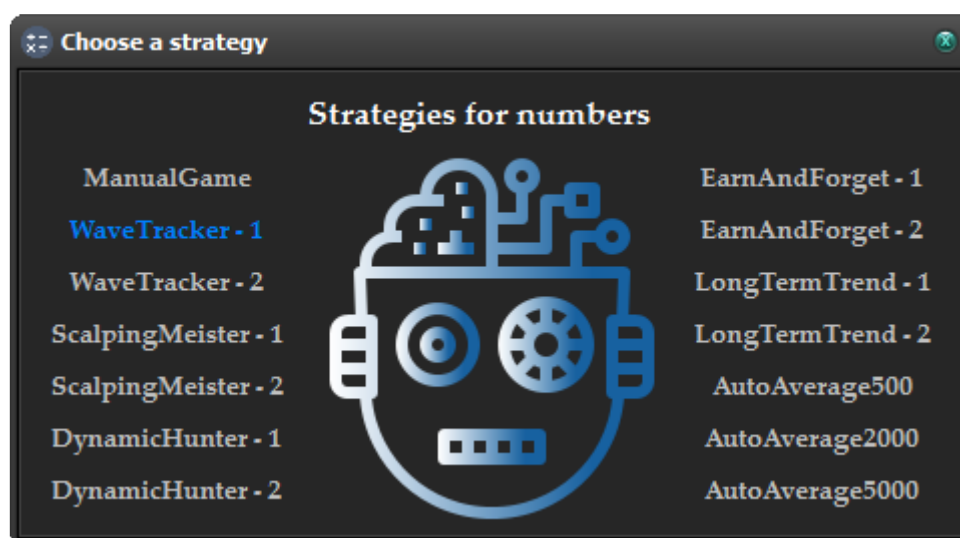 Choose a strategy
Strategies for numbers
ManualGame
WaveTracker - 1
WaveTracker - 2
ScalpingMeister - 1
ScalpingMeister - 2
DynamicHunter - 1
DynamicHunter - 2
EarnAndForget - 1
EarnAndForget - 2
LongTermTrend - 1
LongTermTrend - 2
AutoAverage500
AutoAverage2000
AutoAverage5000